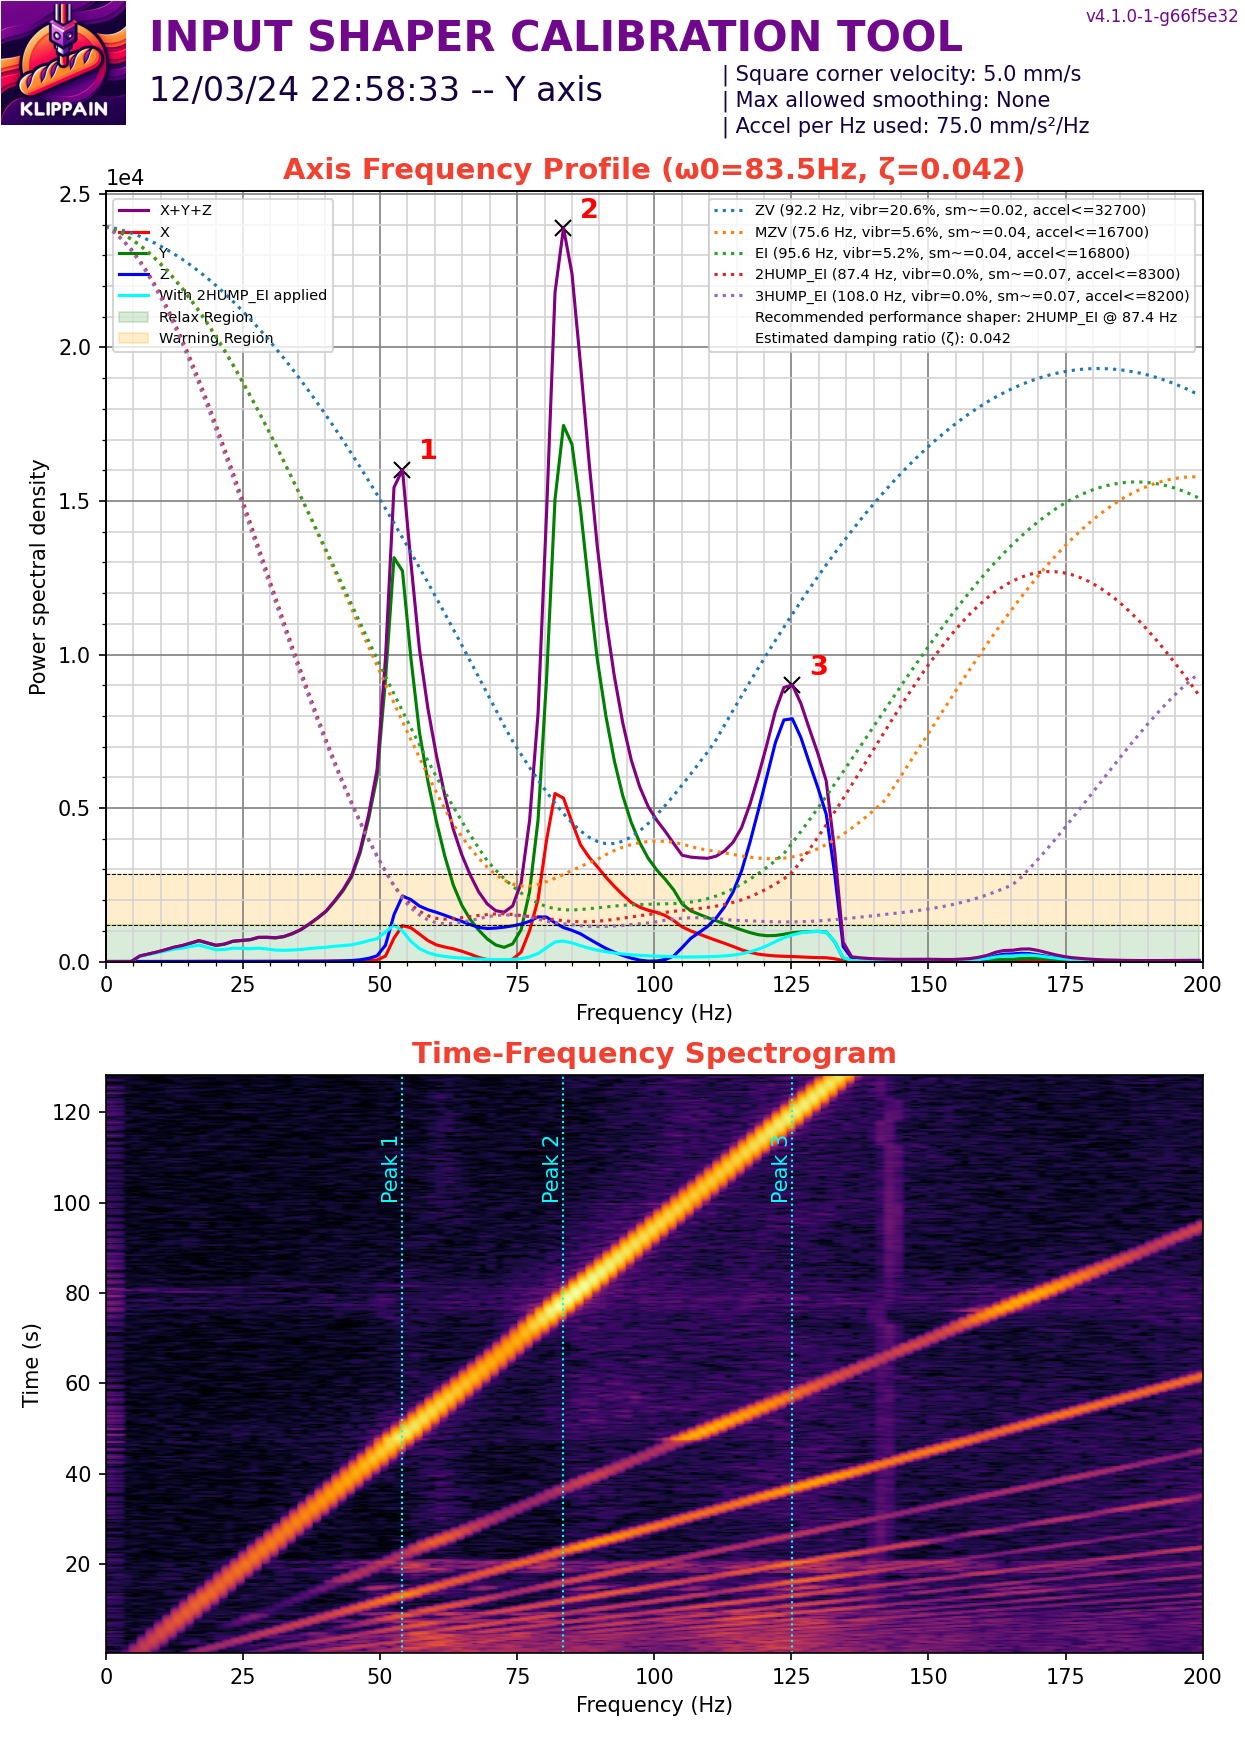 v4.1.0-1-g66f5e32
INPUT SHAPER CALIBRATION TOOL
12/03/24 22:58:33 -- Y axis
| Square corner velocity: 5.0 mm/s
| Max allowed smoothing: None
| Accel per Hz used: 75.0 mm/s²/Hz
KLIPPAIN
Axis Frequency Profile (ω0=83.5Hz, ζ=0.042)
1e4
X+Y+Z
X
Y
Z
With 2HUMP_EI applied
Relax Region
Warning Region
ZV (92.2 Hz, vibr=20.6%, sm~=0.02, accel<=32700)
MZV (75.6 Hz, vibr=5.6%, sm~=0.04, accel<=16700)
EI (95.6 Hz, vibr=5.2%, sm~=0.04, accel<=16800)
2HUMP_EI (87.4 Hz, vibr=0.0%, sm~=0.07, accel<=8300)
3HUMP_EI (108.0 Hz, vibr=0.0%, sm~=0.07, accel<=8200)
Recommended performance shaper: 2HUMP_EI @ 87.4 Hz
Estimated damping ratio (ζ): 0.042
1
2
3
2.5
2.0
1.5
1.0
0.5
0.0
Power spectral density
0 25 50 75 100 125 150 175 200
Frequency (Hz)
Time-Frequency Spectrogram
Peak 1
Peak 2
Peak 3
120
100
80
60
40
20
Time (s)
0 25 50 75 100 125 150 175 200
Frequency (Hz)